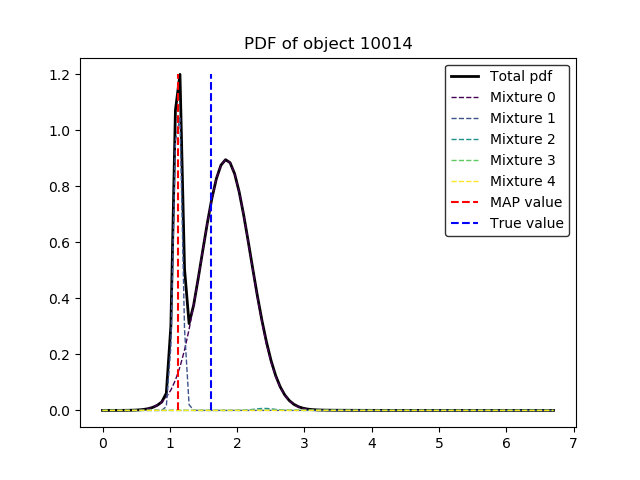 PDF of object 10014
Total pdf
Mixture 0
Mixture 1
Mixture 2
Mixture 3
Mixture 4
MAP value
True value
1.2
1.0
0.8
0.6
0.4
0.2
0.0
0 1 2 3 4 5 6 7